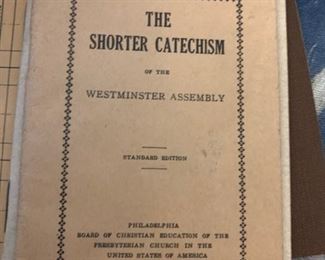 THE
SHORTER CATECHISM
OF THE
WESTMINSTER ASSEMBLY
STANDARD EDITION
PHILADELPHIA
BOARD OF CHRISTIAN EDUCATION OF THE
PRESBYTERIAN CHURCH IN THE
UNITED STATES OF AMERICA